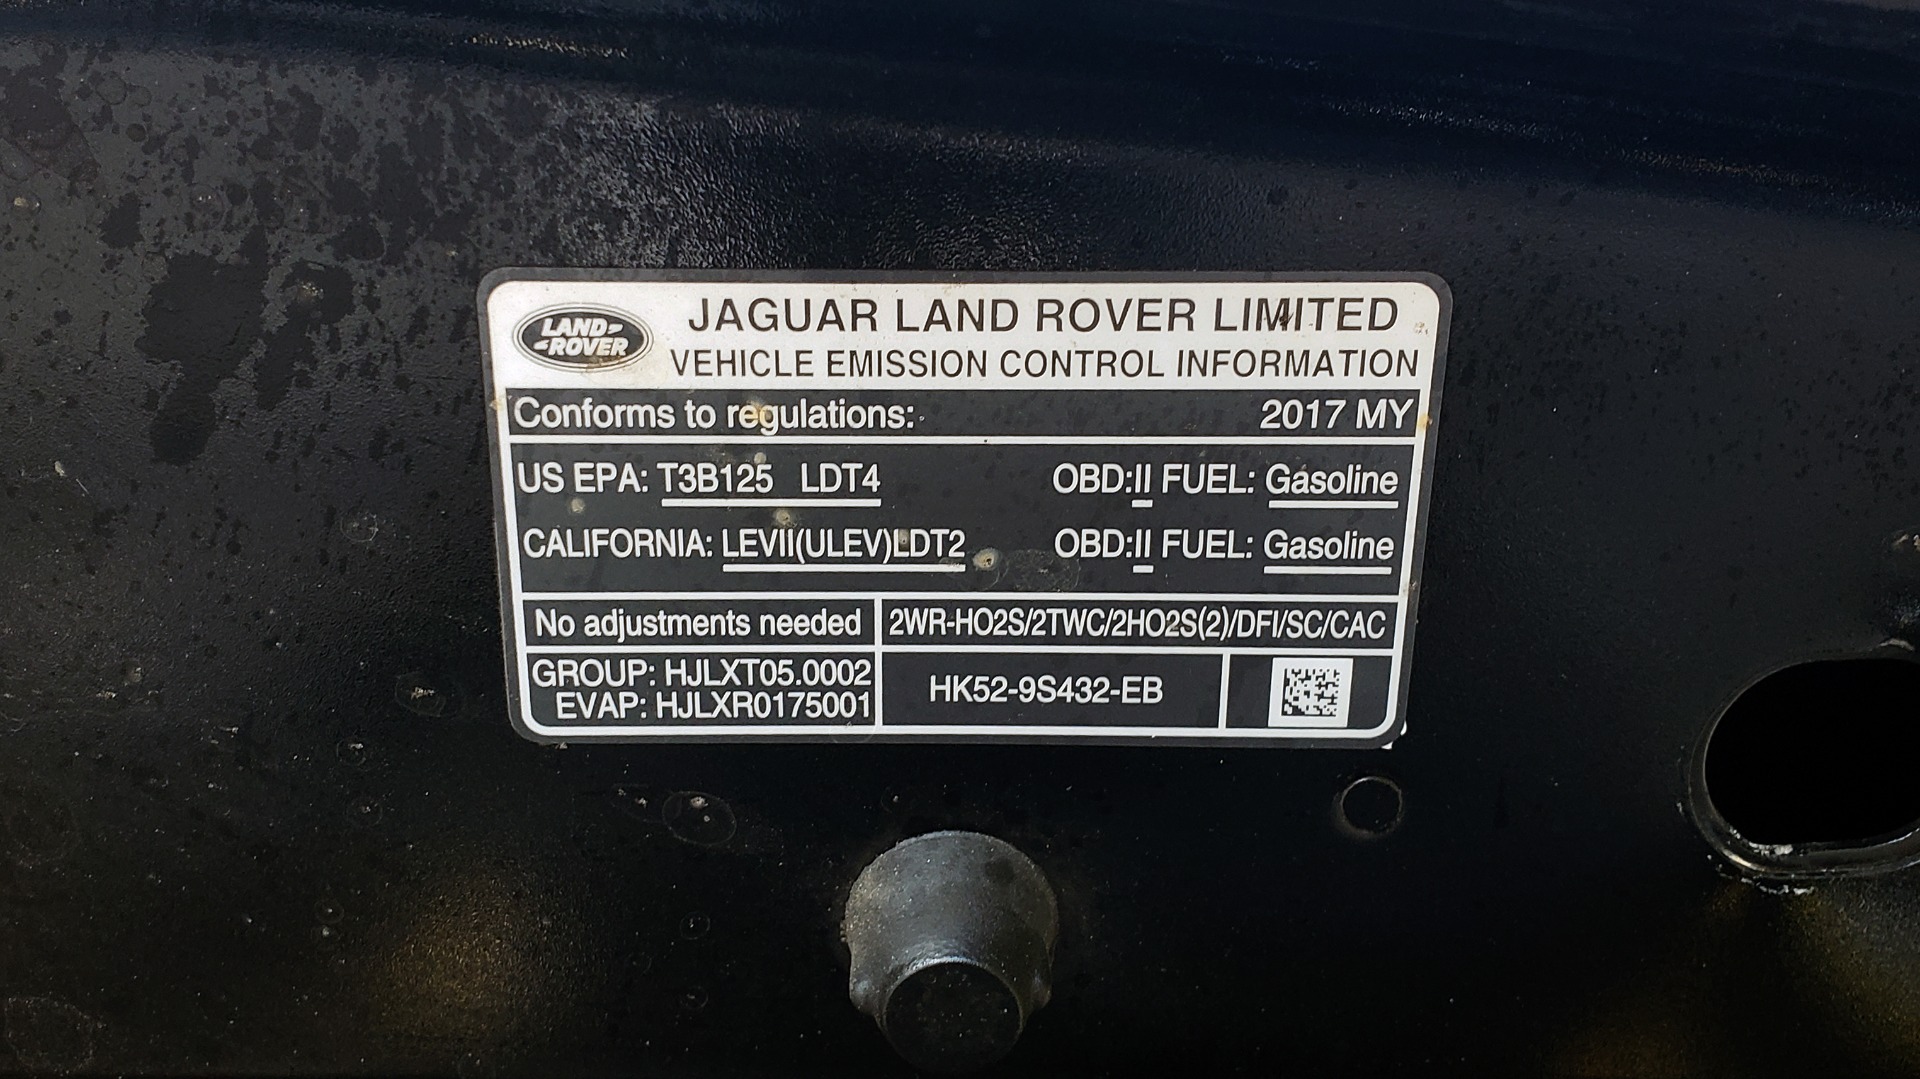 LAND ROVER
JAGUAR LAND ROVER LIMITED
VEHICLE EMISSION CONTROL INFORMATION
Conforms to regulations: 2017 MY
US EPA: T3B125 LDT4 OBD:II FUEL: Gasoline
CALIFORNIA: LEVII(ULEV)LDT2 OBD:II FUEL: Gasoline
No adjustments needed 2WR-HO2S/2TWC/2HO2S(2)/DFI/SC/CAC
GROUP: HJLXT05.0002
EVAP: HJLXR0175001
HK52-9S432-EB